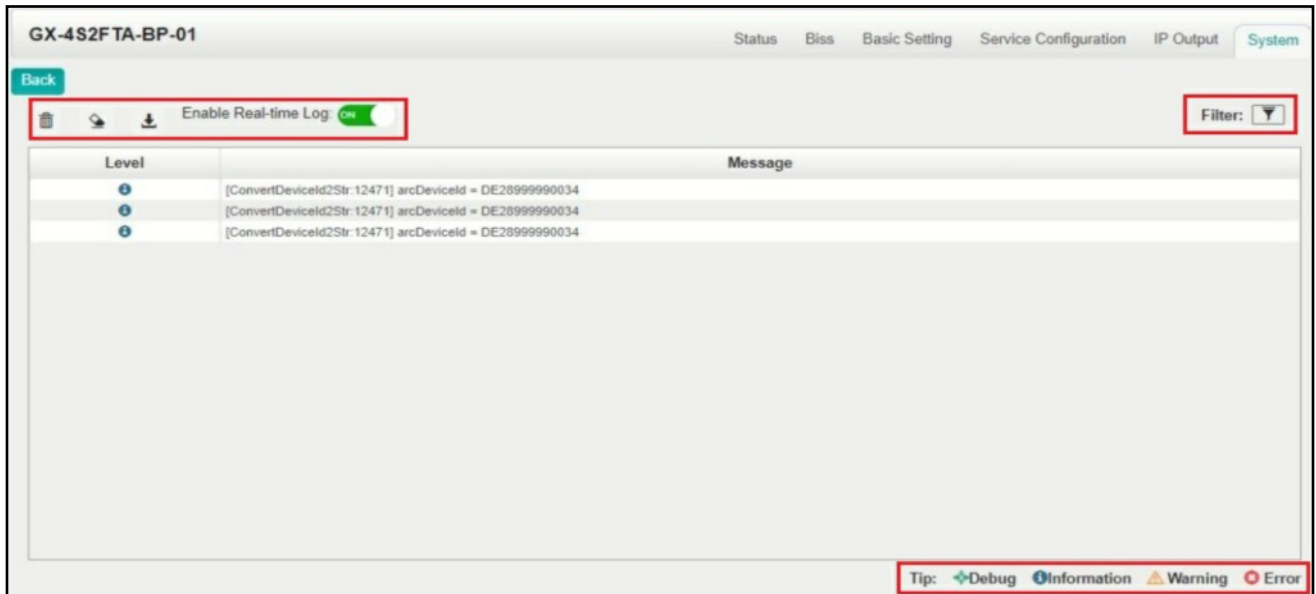 GX-4S2FTA-BP-01
Status Biss Basic Setting Service Configuration IP Output System
Back
Enable Real-time Log: ON
Filter:
Level Message
[ConvertDeviceId2Str:12471] arcDeviceId = DE28999990034
[ConvertDeviceId2Str:12471] arcDeviceId = DE28999990034
[ConvertDeviceId2Str:12471] arcDeviceId = DE28999990034
Tip: Debug Information Warning Error